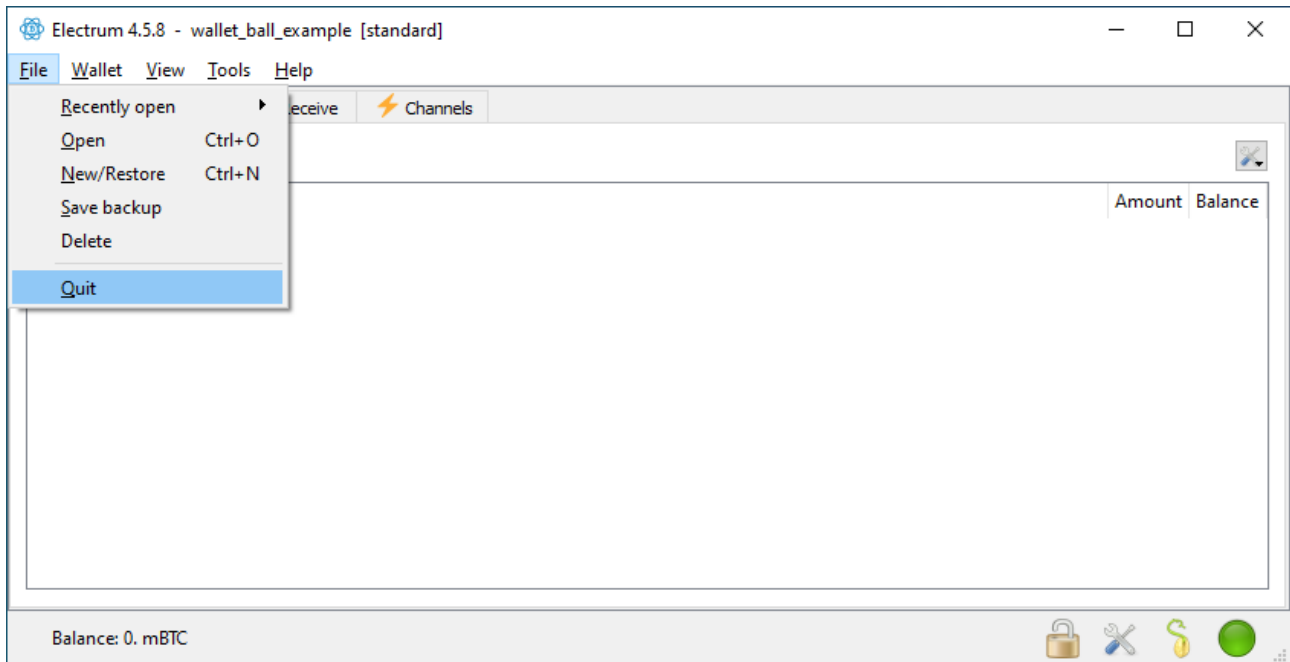 Electrum 4.5.8 - wallet_ball_example [standard]
File Wallet View Tools Help
Recently open
eceive
Channels
Open Ctrl+O
New/Restore Ctrl+N
Save backup
Amount Balance
Delete
Quit
Balance: 0. mBTC